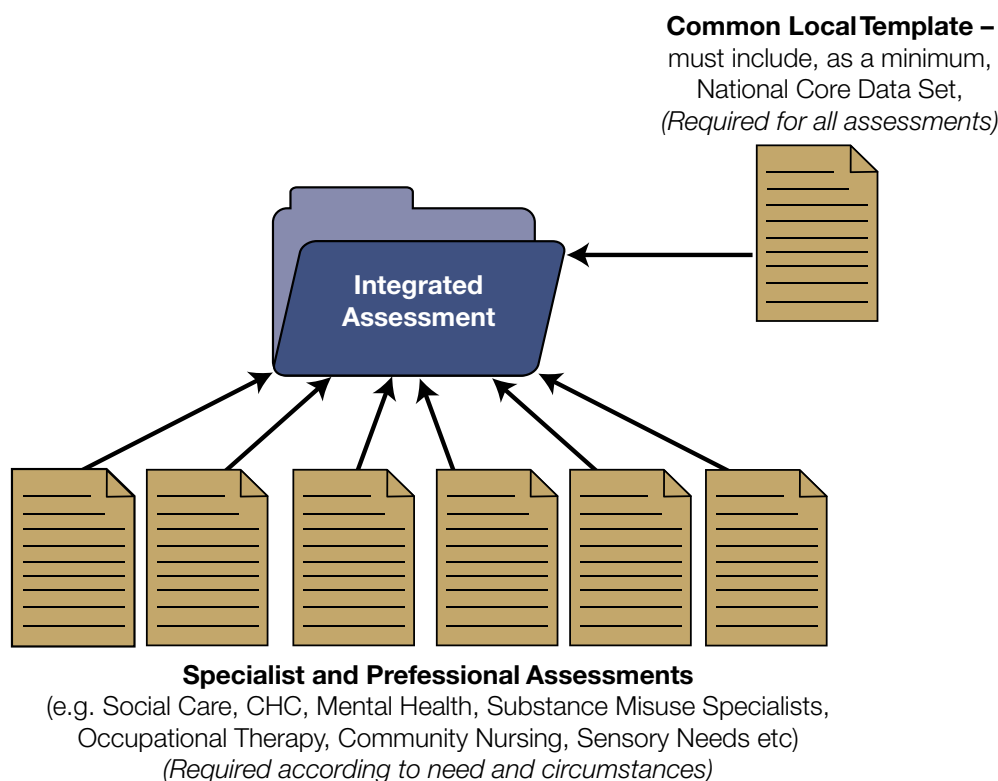 Common Local Template –
must include, as a minimum,
National Core Data Set,
(Required for all assessments)
Integrated
Assessment
Specialist and Prefessional Assessments
(e.g. Social Care, CHC, Mental Health, Substance Misuse Specialists,
Occupational Therapy, Community Nursing, Sensory Needs etc)
(Required according to need and circumstances)